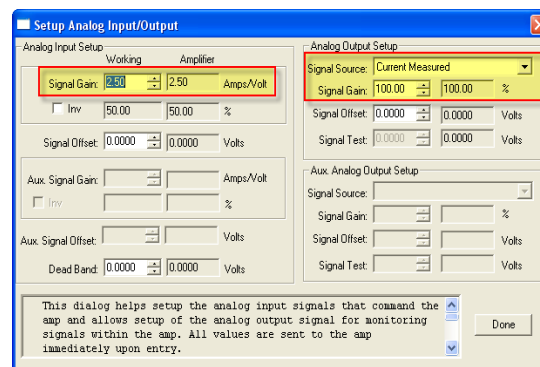 Setup Analog Input/Output
Analog Input Setup
Working Amplifier
Signal Gain: 2.50 2.50 Amps/Volt
Inv 50.00 50.00 %
Signal Offset: 0.0000 0.0000 Volts
Aux. Signal Gain: Amps/Volt
Inv %
Aux. Signal Offset: Volts
Dead Band: 0.0000 0.0000 Volts
Analog Output Setup
Signal Source: Current Measured
Signal Gain: 100.00 100.00 %
Signal Offset: 0.0000 0.0000 Volts
Signal Test: 0.0000 0.0000 Volts
Aux. Analog Output Setup
Signal Source:
Signal Gain: %
Signal Offset: Volts
Signal Test: Volts
This dialog helps setup the analog input signals that command the
amp and allows setup of the analog output signal for monitoring
signals within the amp. All values are sent to the amp
immediately upon entry.
Done